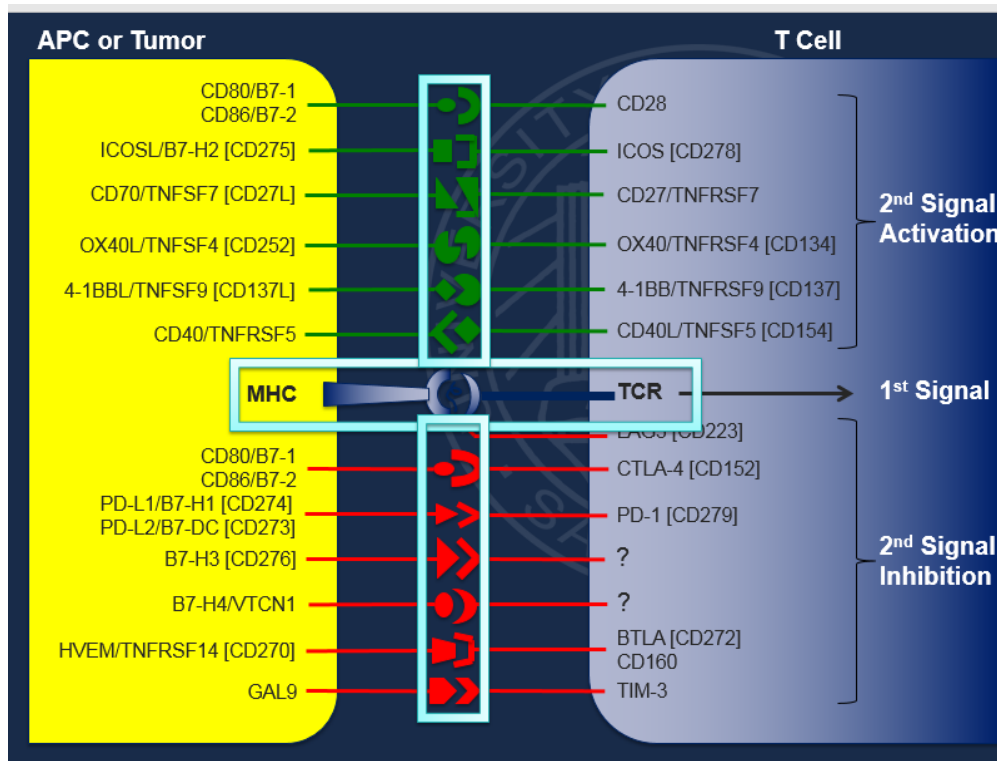 APC or Tumor
T Cell
CD80/B7-1
CD86/B7-2
CD28
ICOSL/B7-H2 [CD275]
ICOS [CD278]
CD70/TNFSF7 [CD27L]
CD27/TNFRSF7
OX40L/TNFSF4 [CD252]
OX40/TNFRSF4 [CD134]
4-1BBL/TNFSF9 [CD137L]
4-1BB/TNFRSF9 [CD137]
CD40/TNFRSF5
CD40L/TNFSF5 [CD154]
2nd Signal
Activation
MHC
TCR
1st Signal
LAG3 [CD223]
CD80/B7-1
CD86/B7-2
CTLA-4 [CD152]
PD-L1/B7-H1 [CD274]
PD-L2/B7-DC [CD273]
PD-1 [CD279]
B7-H3 [CD276]
?
B7-H4/VTCN1
?
HVEM/TNFRSF14 [CD270]
BTLA [CD272]
CD160
GAL9
TIM-3
2nd Signal
Inhibition